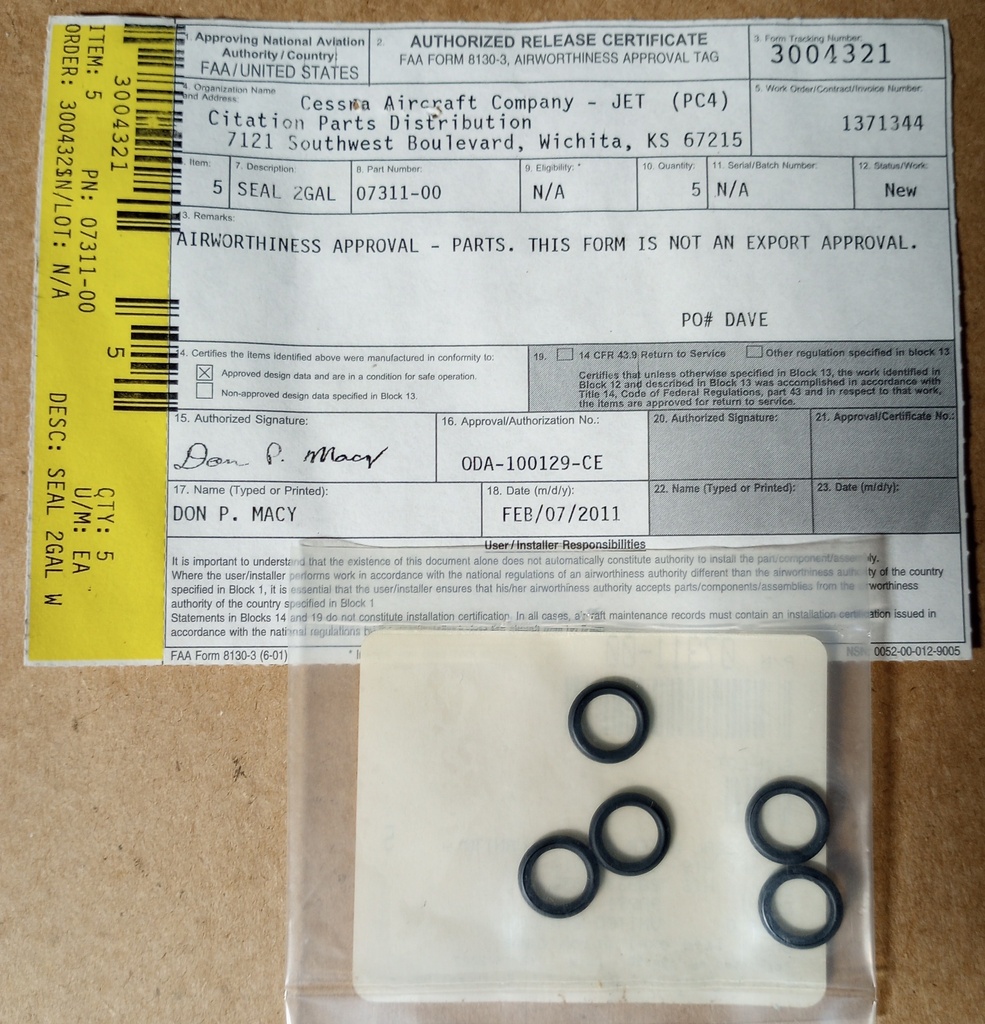 ITEM: 5 PN: 07311-00
ORDER: 3004321 SN/LOT: N/A
3004321
5
QTY: 5
U/M: EA
DESC: SEAL 2GAL W
1. Approving National Aviation
Authority/Country:
FAA/UNITED STATES
2.
AUTHORIZED RELEASE CERTIFICATE
FAA FORM 8130-3, AIRWORTHINESS APPROVAL TAG
3. Form Tracking Number:
3004321
4. Organization Name
and Address:
Cessna Aircraft Company - JET (PC4)
Citation Parts Distribution
7121 Southwest Boulevard, Wichita, KS 67215
5. Work Order/Contract/Invoice Number:
1371344
Item:
5
7. Description:
SEAL 2GAL
8. Part Number:
07311-00
9. Eligibility: *
N/A
10. Quantity:
5
11. Serial/Batch Number:
N/A
12. Status/Work:
New
3. Remarks:
AIRWORTHINESS APPROVAL - PARTS. THIS FORM IS NOT AN EXPORT APPROVAL.
PO# DAVE
14. Certifies the items identified above were manufactured in conformity to:
Approved design data and are in a condition for safe operation.
Non-approved design data specified in Block 13.
19. 14 CFR 43.9 Return to Service Other regulation specified in block 13
Certifies that unless otherwise specified in Block 13, the work identified in
Block 12 and described in Block 13 was accomplished in accordance with
Title 14, Code of Federal Regulations, part 43 and in respect to that work,
the items are approved for return to service.
15. Authorized Signature:
Don P. Macy
16. Approval/Authorization No.:
ODA-100129-CE
20. Authorized Signature:
21. Approval/Certificate No.:
17. Name (Typed or Printed):
DON P. MACY
18. Date (m/d/y):
FEB/07/2011
22. Name (Typed or Printed):
23. Date (m/d/y):
User/Installer Responsibilities
It is important to understand that the existence of this document alone does not automatically constitute authority to install the part/component/assembly.
Where the user/installer performs work in accordance with the national regulations of an airworthiness authority different than the airworthiness authority of the country
specified in Block 1, it is essential that the user/installer ensures that his/her airworthiness authority accepts parts/components/assemblies from the airworthiness
authority of the country specified in Block 1
Statements in Blocks 14 and 19 do not constitute installation certification. In all cases, aircraft maintenance records must contain an installation certification issued in
accordance with the national regulations
FAA Form 8130-3 (6-01)
NSN: 0052-00-012-9005